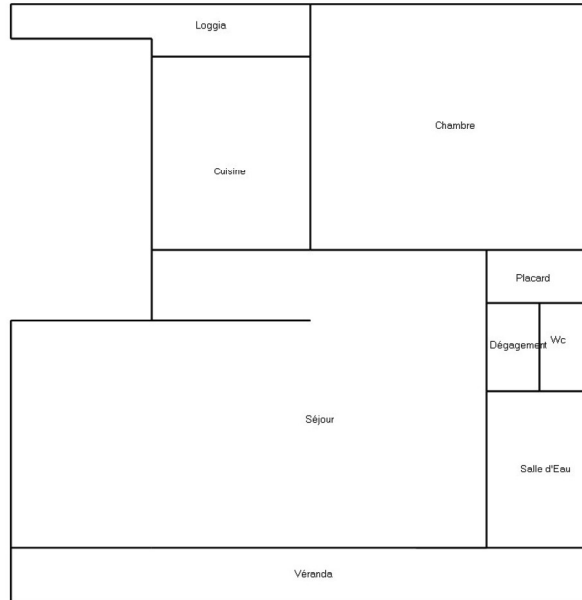 Loggia
Chambre
Cuisine
Placard
Dégagement
Wc
Séjour
Salle d'Eau
Véranda